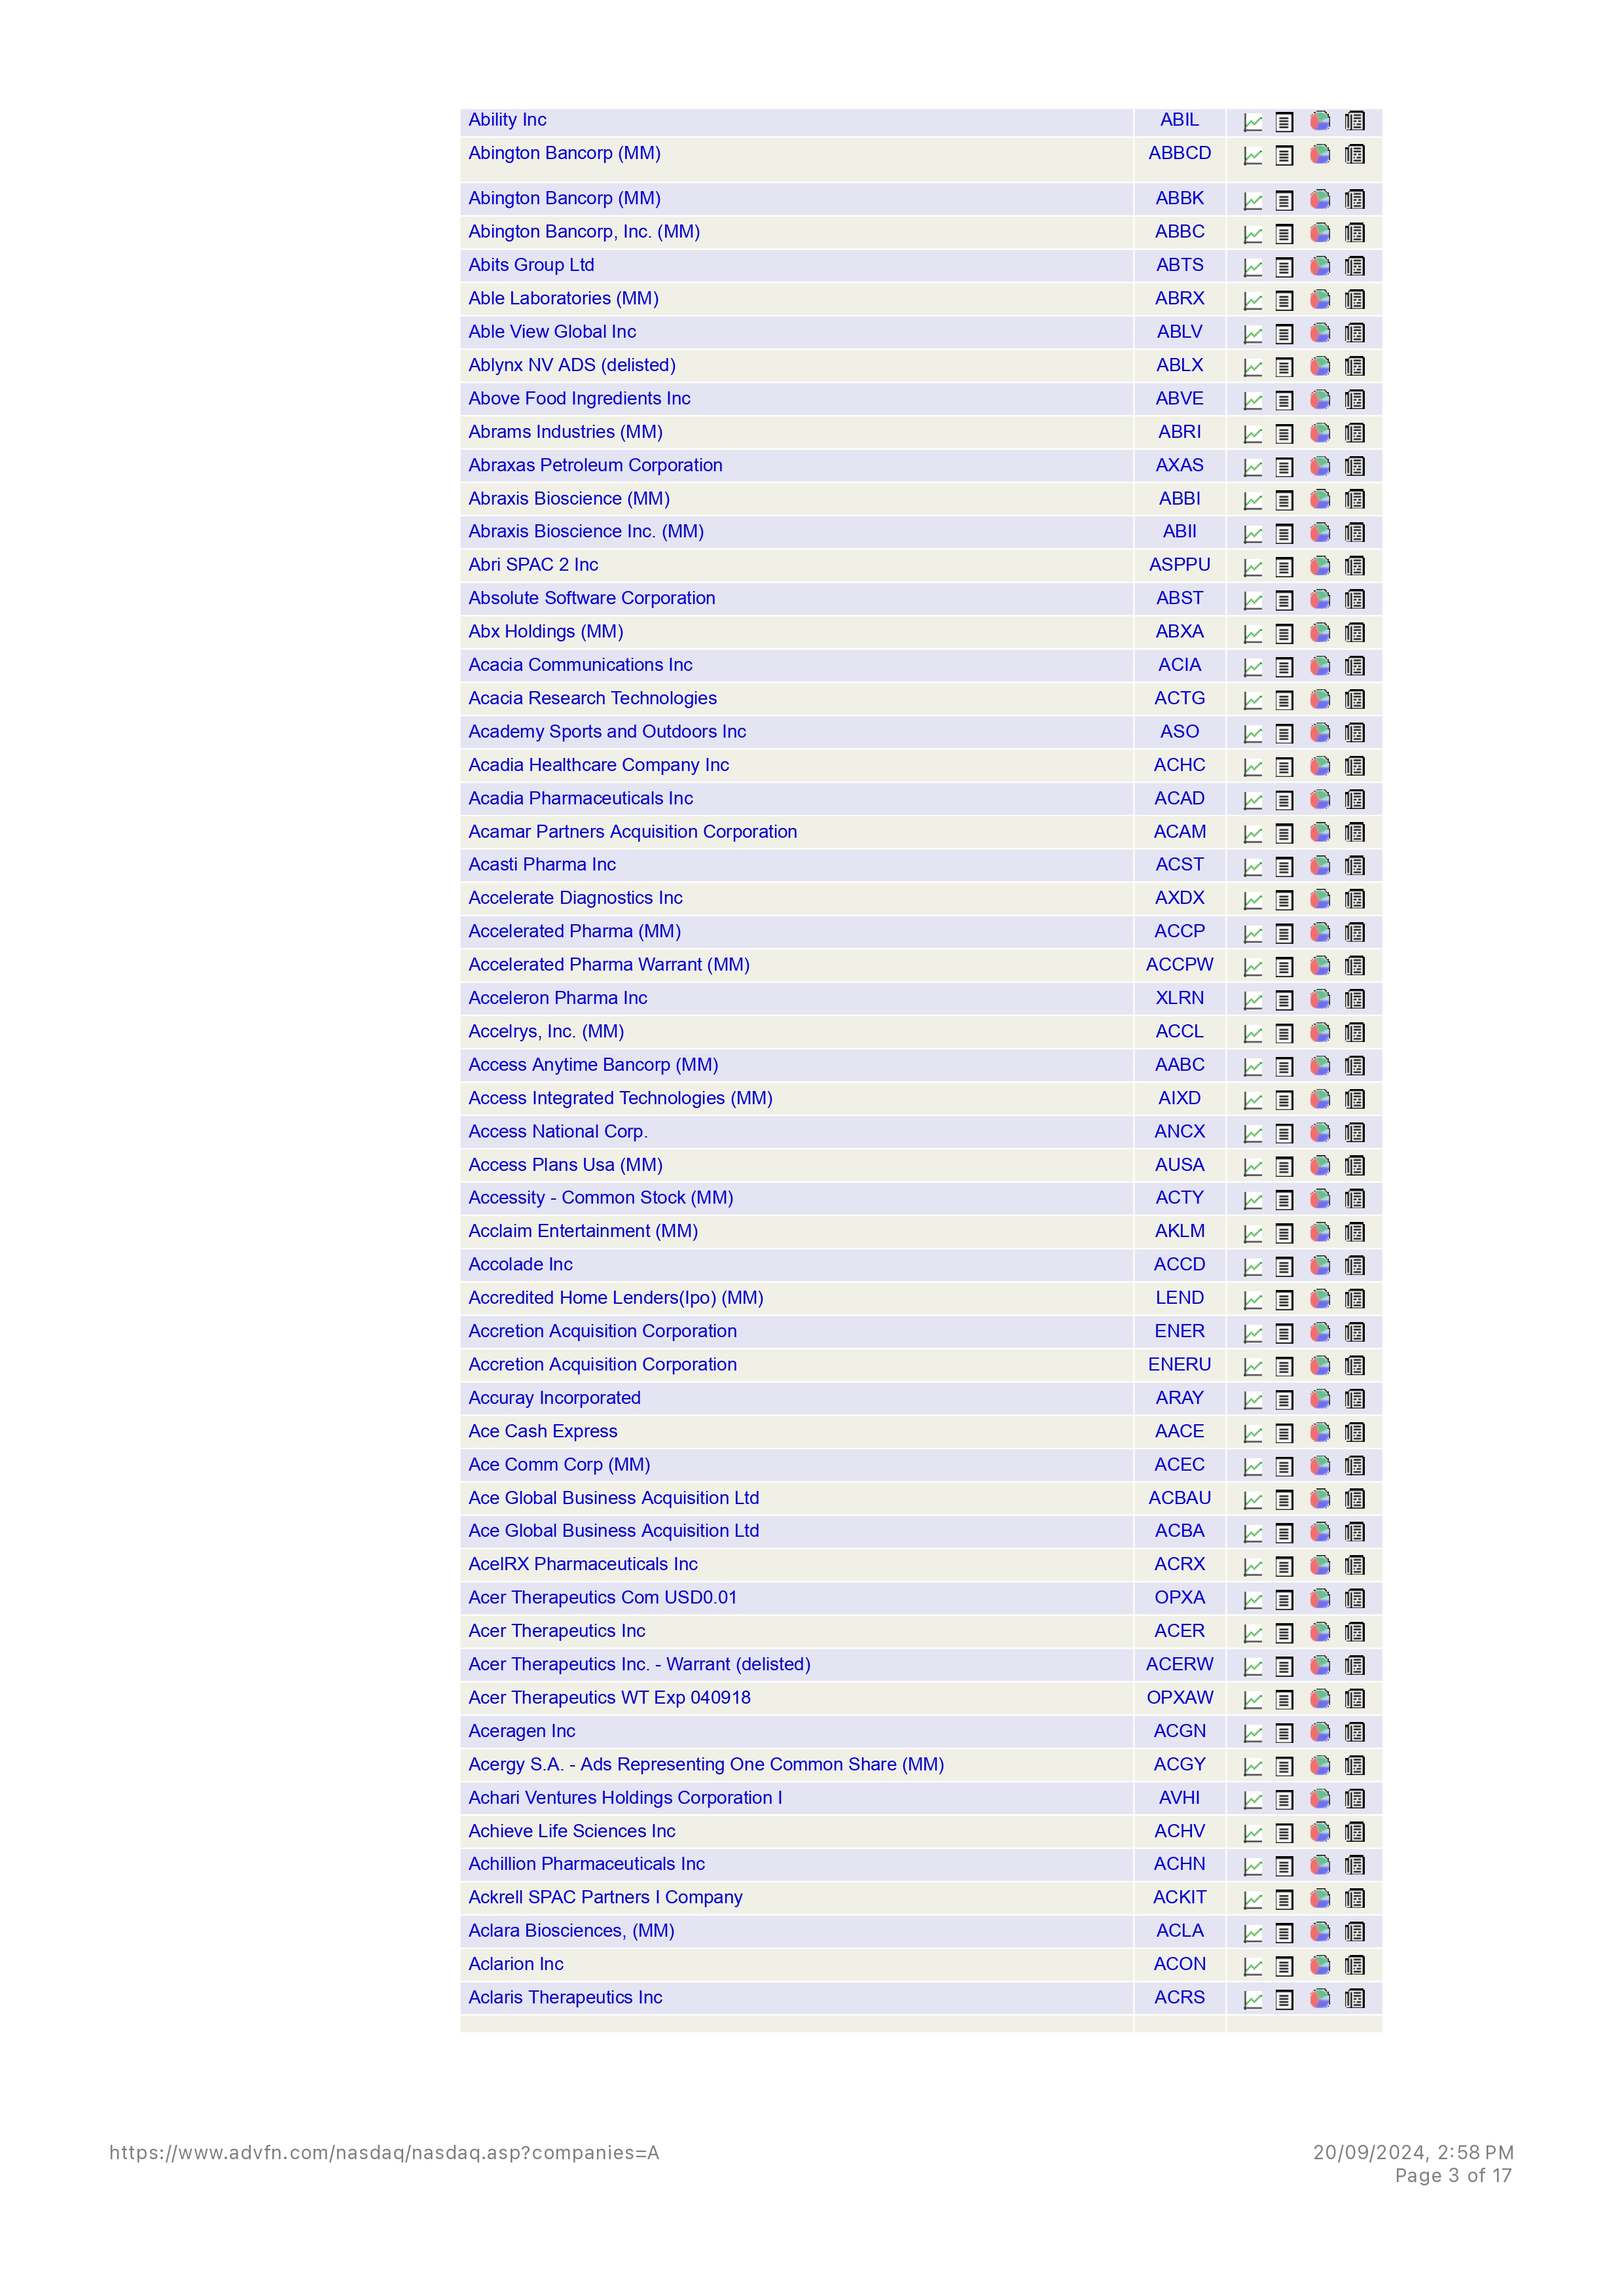 Ability Inc ABIL
Abington Bancorp (MM) ABBCD
Abington Bancorp (MM) ABBK
Abington Bancorp, Inc. (MM) ABBC
Abits Group Ltd ABTS
Able Laboratories (MM) ABRX
Able View Global Inc ABLV
Ablynx NV ADS (delisted) ABLX
Above Food Ingredients Inc ABVE
Abrams Industries (MM) ABRI
Abraxas Petroleum Corporation AXAS
Abraxis Bioscience (MM) ABBI
Abraxis Bioscience Inc. (MM) ABII
Abri SPAC 2 Inc ASPPU
Absolute Software Corporation ABST
Abx Holdings (MM) ABXA
Acacia Communications Inc ACIA
Acacia Research Technologies ACTG
Academy Sports and Outdoors Inc ASO
Acadia Healthcare Company Inc ACHC
Acadia Pharmaceuticals Inc ACAD
Acamar Partners Acquisition Corporation ACAM
Acasti Pharma Inc ACST
Accelerate Diagnostics Inc AXDX
Accelerated Pharma (MM) ACCP
Accelerated Pharma Warrant (MM) ACCPW
Acceleron Pharma Inc XLRN
Accelrys, Inc. (MM) ACCL
Access Anytime Bancorp (MM) AABC
Access Integrated Technologies (MM) AIXD
Access National Corp. ANCX
Access Plans Usa (MM) AUSA
Accessity - Common Stock (MM) ACTY
Acclaim Entertainment (MM) AKLM
Accolade Inc ACCD
Accredited Home Lenders(Ipo) (MM) LEND
Accretion Acquisition Corporation ENER
Accretion Acquisition Corporation ENERU
Accuray Incorporated ARAY
Ace Cash Express AACE
Ace Comm Corp (MM) ACEC
Ace Global Business Acquisition Ltd ACBAU
Ace Global Business Acquisition Ltd ACBA
AcelRX Pharmaceuticals Inc ACRX
Acer Therapeutics Com USD0.01 OPXA
Acer Therapeutics Inc ACER
Acer Therapeutics Inc. - Warrant (delisted) ACERW
Acer Therapeutics WT Exp 040918 OPXAW
Aceragen Inc ACGN
Acergy S.A. - Ads Representing One Common Share (MM) ACGY
Achari Ventures Holdings Corporation I AVHI
Achieve Life Sciences Inc ACHV
Achillion Pharmaceuticals Inc ACHN
Ackrell SPAC Partners I Company ACKIT
Aclara Biosciences, (MM) ACLA
Aclarion Inc ACON
Aclaris Therapeutics Inc ACRS
https://www.advfn.com/nasdaq/nasdaq.asp?companies=A 20/09/2024, 2:58 PM
Page 3 of 17